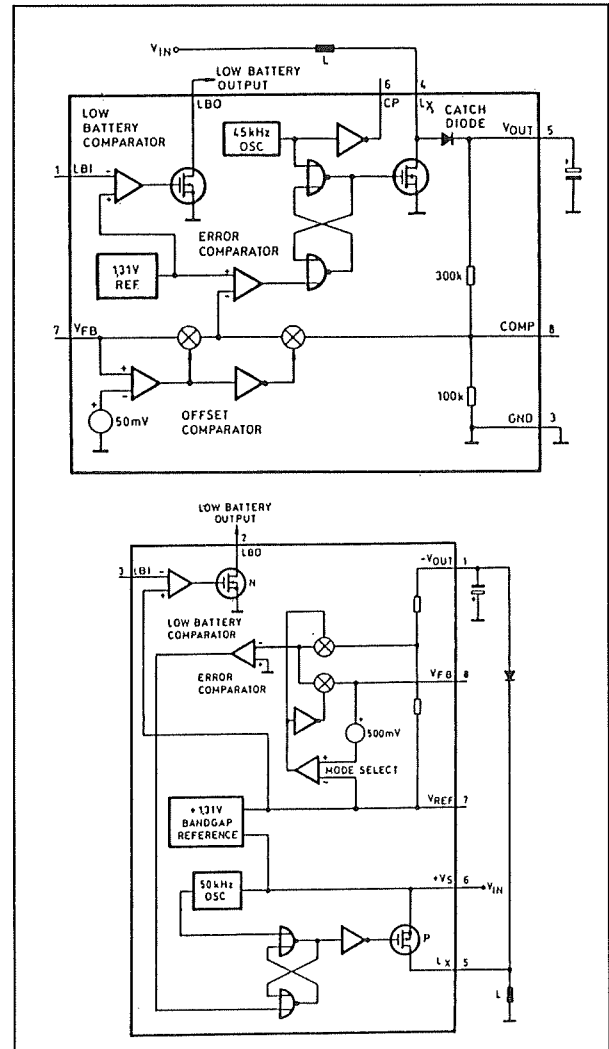 VIN
L
LOW BATTERY
OUTPUT
LBO
6
CP
4
LX
LOW
BATTERY
COMPARATOR
45kHz
OSC
CATCH
DIODE
VOUT 5
+
1 LBI
-
+
ERROR
COMPARATOR
1,31V
REF.
+
-
300k
7 VFB
COMP 8
+
-
+
50mV
OFFSET
COMPARATOR
100k
GND 3
LOW BATTERY
OUTPUT
2
LBO
3 LBI
-
+
N
-VOUT 1
+
LOW BATTERY
COMPARATOR
ERROR
COMPARATOR
-
+
VFB 8
+
500mV
+
-
MODE SELECT
VREF 7
+1,31V
BANDGAP
REFERENCE
+VS 6
VIN
50kHz
OSC
P
LX 5
L